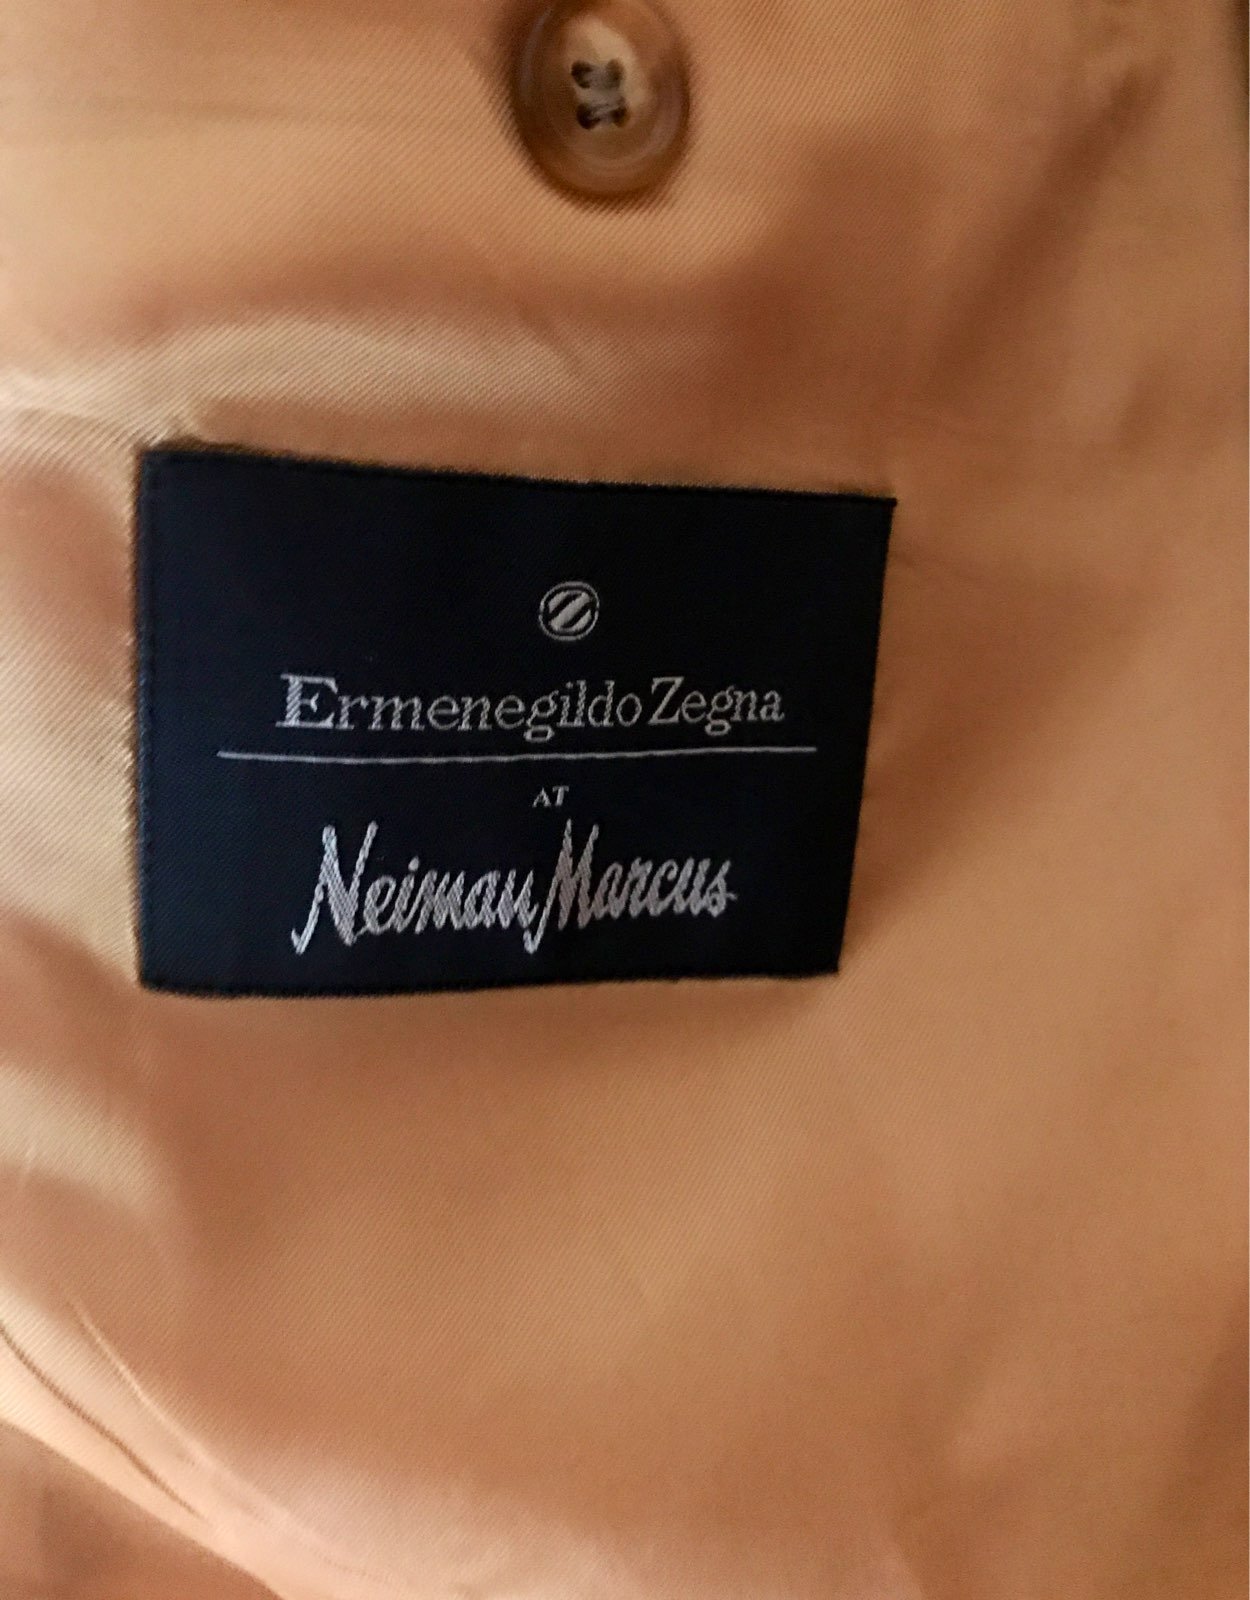 Z
Ermenegildo Zegna
AT
Neiman Marcus